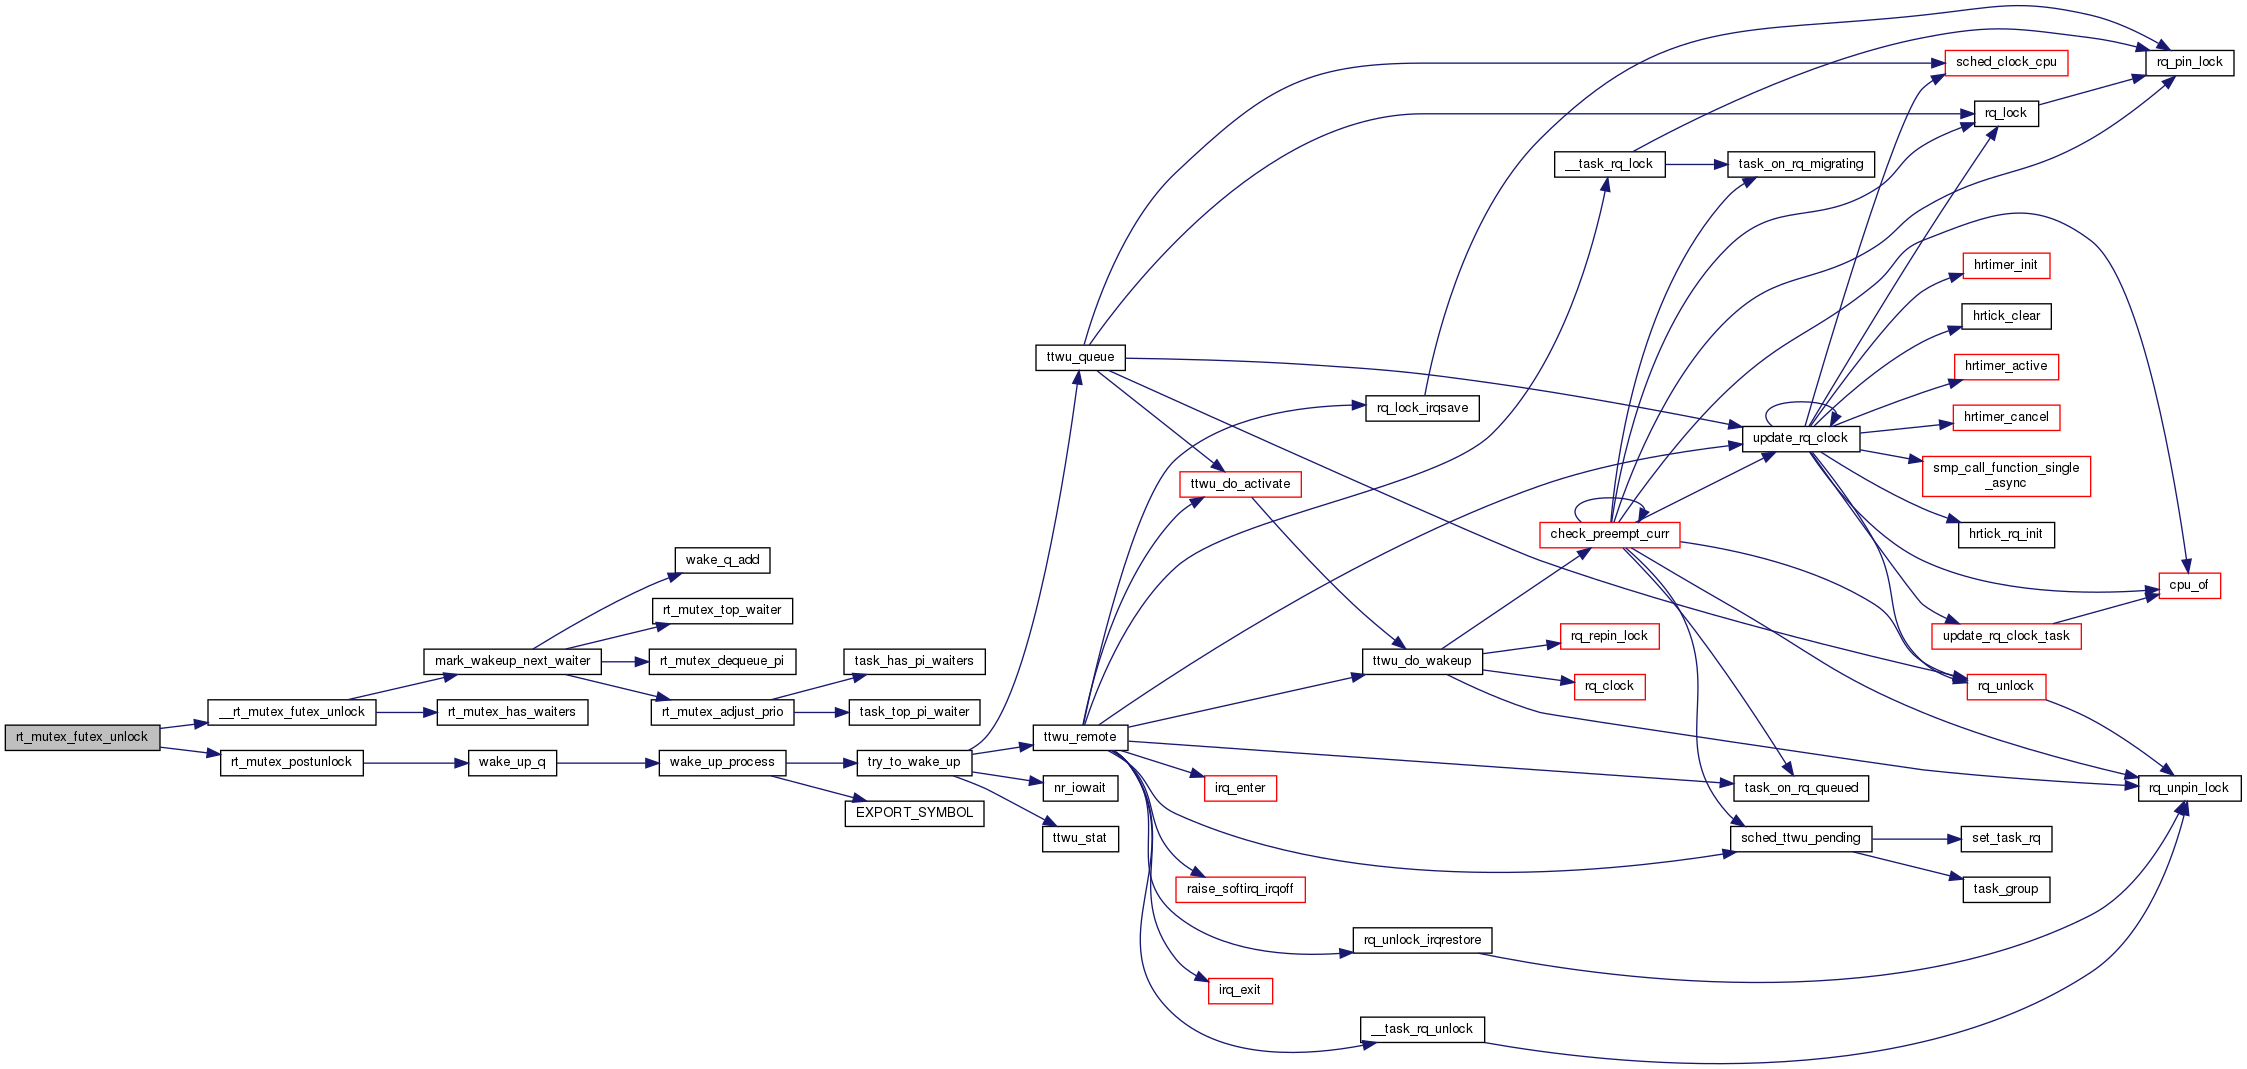 rt_mutex_futex_unlock
__rt_mutex_futex_unlock
rt_mutex_postunlock
mark_wakeup_next_waiter
rt_mutex_has_waiters
wake_up_q
wake_q_add
rt_mutex_top_waiter
rt_mutex_dequeue_pi
rt_mutex_adjust_prio
wake_up_process
task_has_pi_waiters
task_top_pi_waiter
try_to_wake_up
EXPORT_SYMBOL
ttwu_queue
ttwu_remote
nr_iowait
ttwu_stat
ttwu_do_activate
irq_enter
raise_softirq_irqoff
irq_exit
rq_lock_irqsave
ttwu_do_wakeup
rq_unlock_irqrestore
__task_rq_unlock
__task_rq_lock
check_preempt_curr
rq_repin_lock
rq_clock
task_on_rq_migrating
update_rq_clock
task_on_rq_queued
sched_ttwu_pending
sched_clock_cpu
rq_lock
hrtimer_init
hrtick_clear
hrtimer_active
hrtimer_cancel
smp_call_function_single
_async
hrtick_rq_init
update_rq_clock_task
rq_unlock
set_task_rq
task_group
rq_pin_lock
cpu_of
rq_unpin_lock